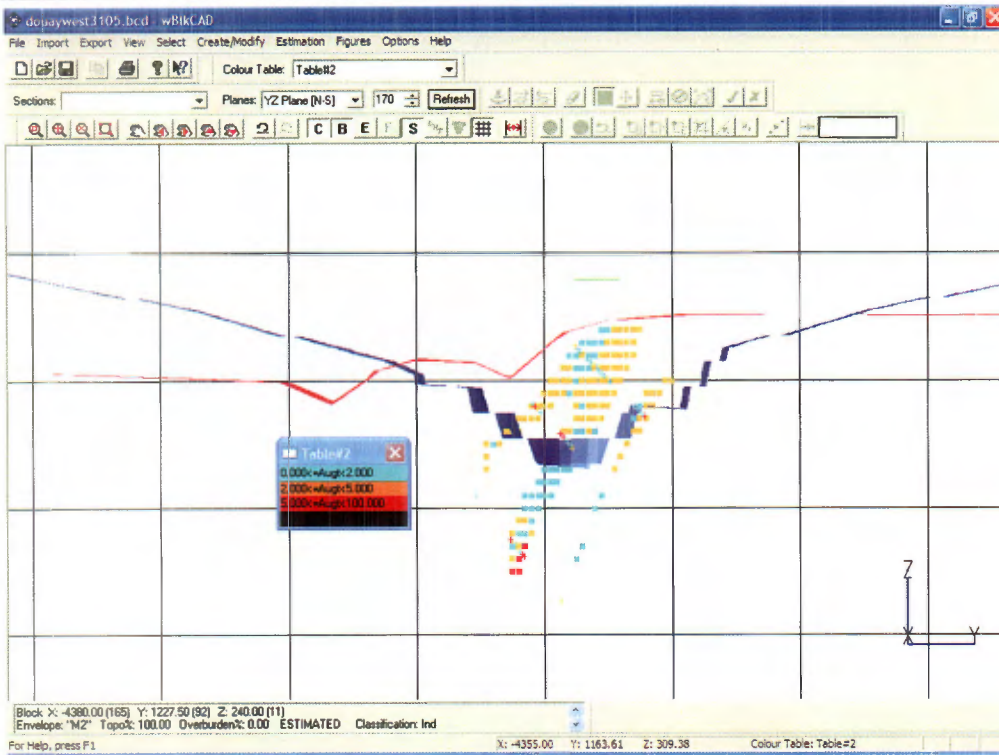 dopaywest3105.bcd - wBlkCAD
File Import Export View Select Create/Modify Estimation Figures Options Help
Colour Table: Table#2
Sections: Planes: YZ Plane [N-S] 170 Refresh
C B E F S
Table#2
0.000<=Augt<2.000
2.000<=Augt<5.000
5.000<=Augt<100.000
Z
X Y
Block X: -4380.00 (165) Y: 1227.50 (92) Z: 240.00 (11)
Envelope: "M2" Topo%: 100.00 Overburden%: 0.00 ESTIMATED Classification: Ind
For Help, press F1 X: -4355.00 Y: 1163.61 Z: 309.38 Colour Table: Table#2